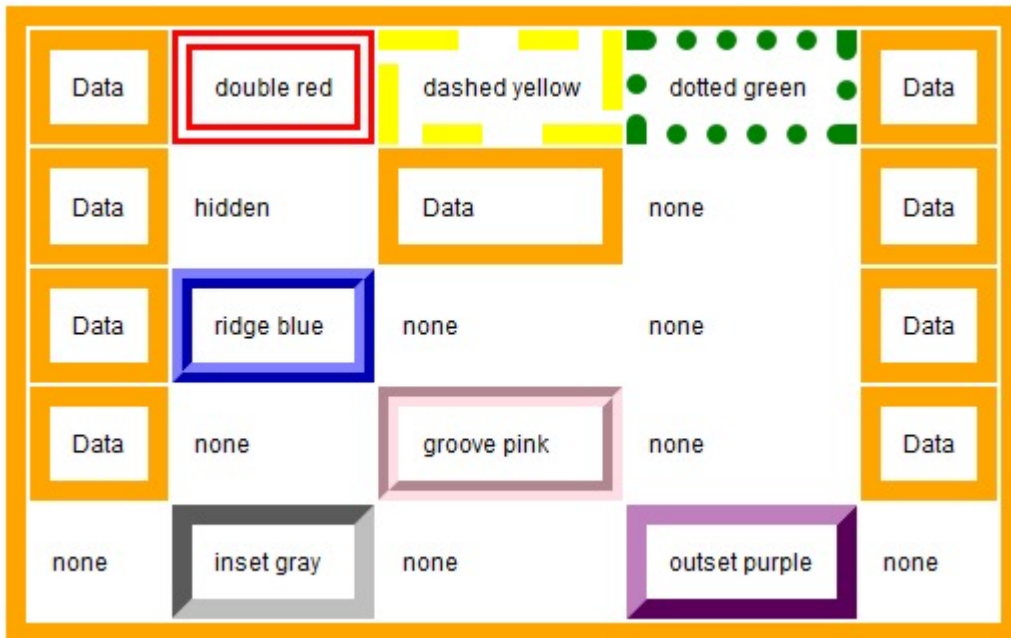 Data double red dashed yellow dotted green Data
Data hidden Data none Data
Data ridge blue none none Data
Data none groove pink none Data
none inset gray none outset purple none